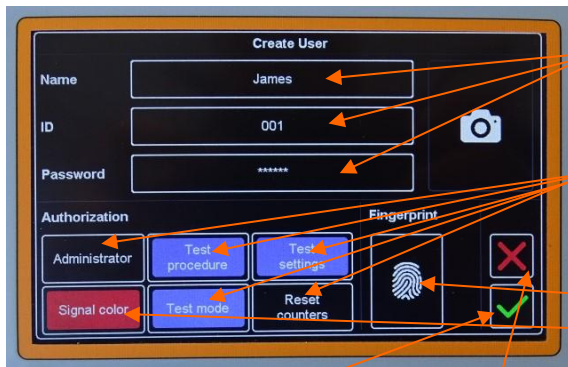 Create User
Name
James
ID
001
Password
******
Authorization
Fingerprint
Administrator
Test
procedure
Test
settings
Signal color
Test mode
Reset
counters